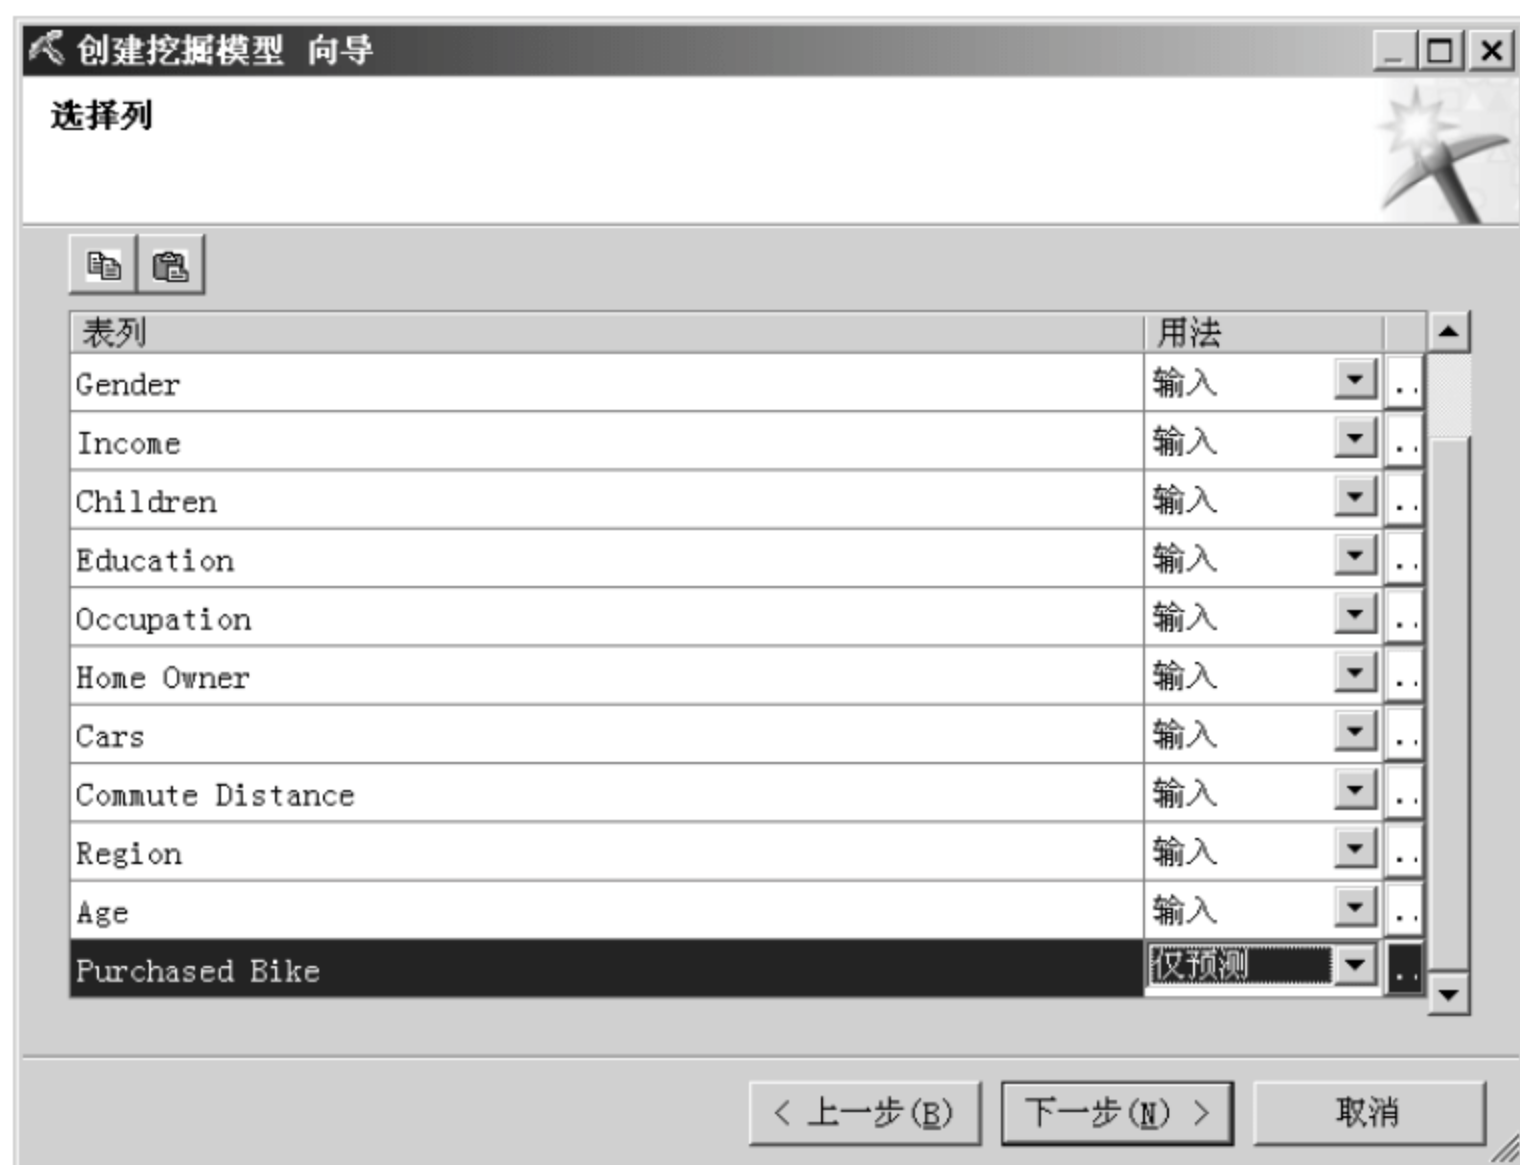 创建挖掘模型 向导
选择列
表列 用法
Gender 输入 ..
Income 输入 ..
Children 输入 ..
Education 输入 ..
Occupation 输入 ..
Home Owner 输入 ..
Cars 输入 ..
Commute Distance 输入 ..
Region 输入 ..
Age 输入 ..
Purchased Bike 仅预测 ..
< 上一步(B) 下一步(N) > 取消